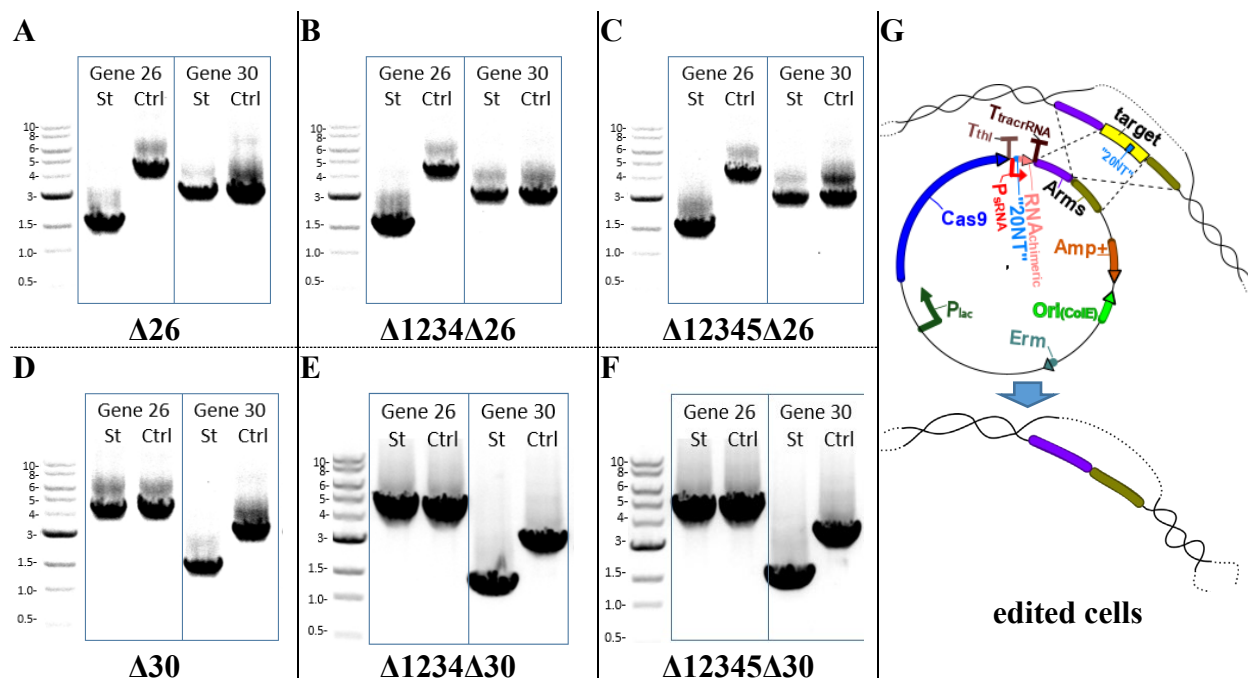 A
Gene 26 Gene 30
St Ctrl St Ctrl
10-
8-
6-
5-
4-
3-
1.5-
1.0-
0.5-
Δ26
B
Gene 26 Gene 30
St Ctrl St Ctrl
10-
8-
6-
5-
4-
3-
1.5-
1.0-
0.5-
Δ1234Δ26
C
Gene 26 Gene 30
St Ctrl St Ctrl
10-
8-
6-
5-
4-
3-
1.5-
1.0-
0.5-
Δ12345Δ26
D
Gene 26 Gene 30
St Ctrl St Ctrl
10-
8-
6-
5-
4-
3-
1.5-
1.0-
0.5-
Δ30
E
Gene 26 Gene 30
St Ctrl St Ctrl
10-
8-
6-
5-
4-
3-
1.5-
1.0-
0.5-
Δ1234Δ30
F
Gene 26 Gene 30
St Ctrl St Ctrl
10-
8-
6-
5-
4-
3-
1.5-
1.0-
0.5-
Δ12345Δ30
G
target
"20NT"
TtracrRNA
Tthl
PsRNA
"20NT"
RNAchimeric
Arms
Cas9
Amp±
Plac
Ori(ColE)
Erm
edited cells